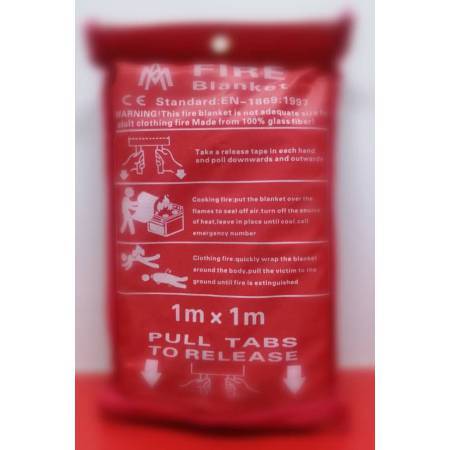 FIRE
Blanket
CE Standard:EN-1869:1997
WARNING!This fire blanket is not adequate size for
adult clothing fire Made from 100% glass fiber!
Take a release tape in each hand
and poll downwards and outwards
Cooking fire:put the blanket over the
flames to seal off air.turn off the source
of heat,leave in place until cool.call
emergency number
Clothing fire:quickly wrap the blanket
around the body,pull the victim to the
ground until fire is extinguished
1m x 1m
PULL TABS
TO RELEASE